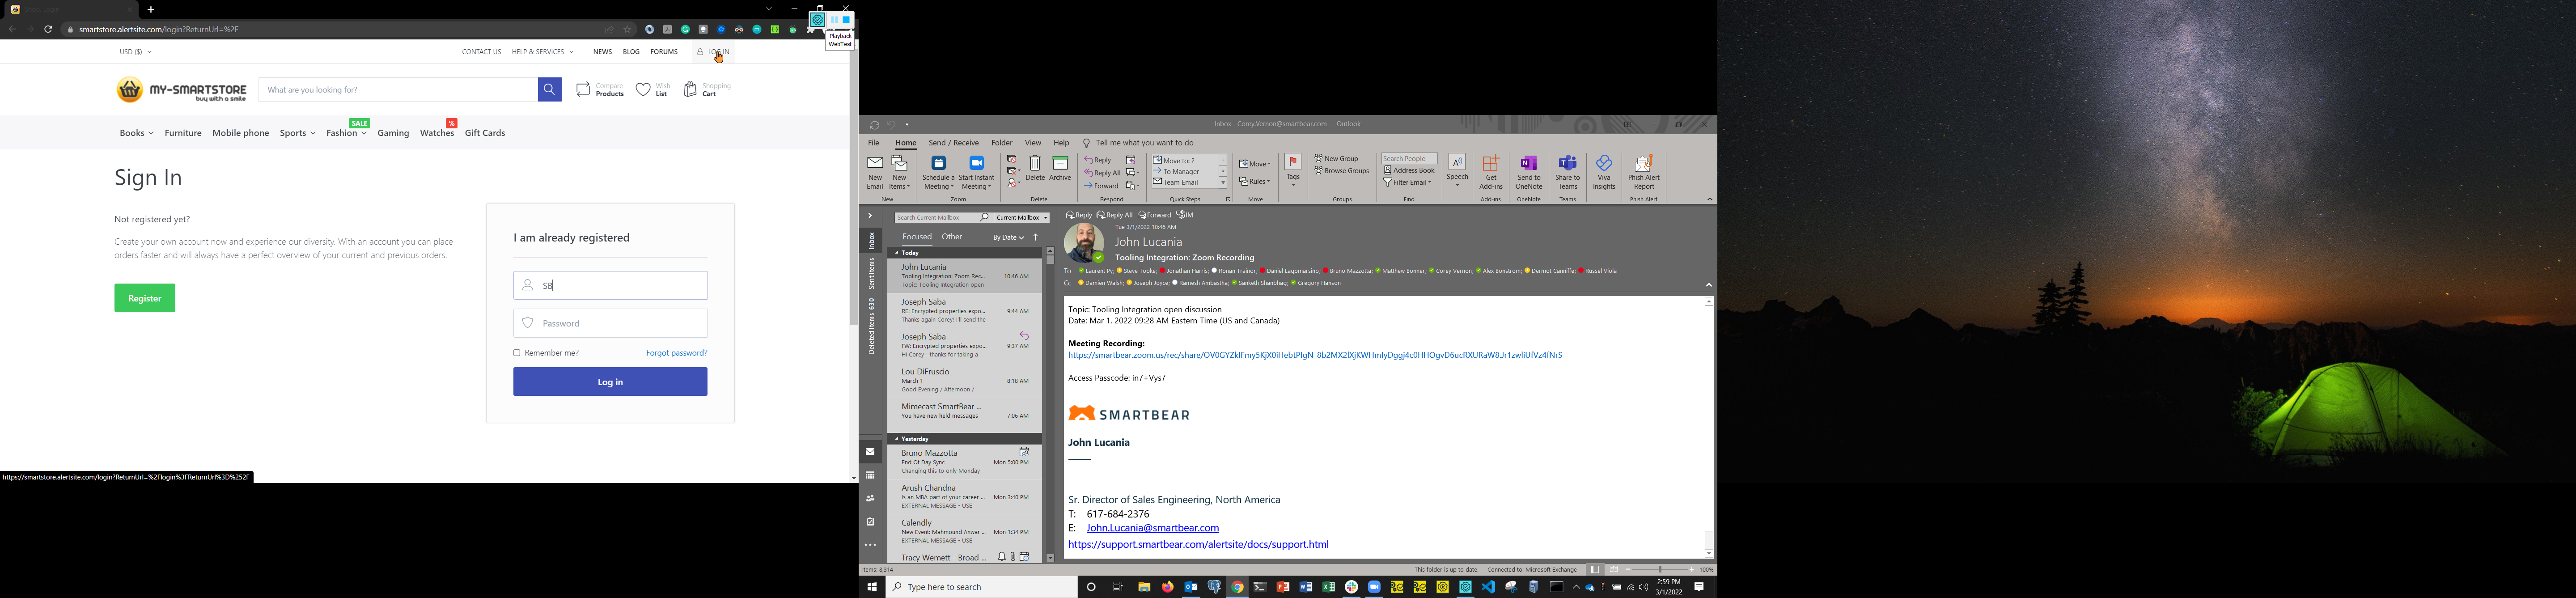 smartstore.alertsite.com/login?ReturnUrl=%2F
Playback
WebTest
USD ($)
CONTACT US
HELP & SERVICES
NEWS
BLOG
FORUMS
LOG IN
MY-SMARTSTORE
buy with a smile
What are you looking for?
Compare
Products
Wish
List
Shopping
Cart
SALE
%
Books
Furniture
Mobile phone
Sports
Fashion
Gaming
Watches
Gift Cards
Sign In
Not registered yet?
Create your own account now and experience our diversity. With an account you can place
orders faster and will always have a perfect overview of your current and previous orders.
Register
I am already registered
SB
Password
Remember me?
Forgot password?
Log in
https://smartstore.alertsite.com/login?ReturnUrl=%2Flogin%3FReturnUrl%3D%252F
Inbox - Corey.Vernon@smartbear.com - Outlook
File
Home
Send / Receive
Folder
View
Help
Tell me what you want to do
New
Email
New
Items
New
Schedule a
Meeting
Start Instant
Meeting
Zoom
Delete
Archive
Delete
Reply
Reply All
Forward
Respond
Move to: ?
To Manager
Team Email
Quick Steps
Move
Rules
Move
Tags
New Group
Browse Groups
Groups
Search People
Address Book
Filter Email
Find
Speech
Get
Add-ins
Add-ins
Send to
OneNote
OneNote
Share to
Teams
Teams
Viva
Insights
Phish Alert
Report
Phish Alert
Inbox
Sent Items
Deleted Items 630
Search Current Mailbox
Current Mailbox
Focused
Other
By Date
Today
John Lucania
Tooling Integration: Zoom Rec...
10:46 AM
Topic: Tooling Integration open
Joseph Saba
RE: Encrypted properties expo...
9:44 AM
Thanks again Corey! I'll send the
Joseph Saba
FW: Encrypted properties expo...
9:37 AM
Hi Corey—thanks for taking a
Lou DiFruscio
March 1
8:18 AM
Good Evening / Afternoon /
Mimecast SmartBear ...
You have new held messages
7:06 AM
Yesterday
Bruno Mazzotta
End Of Day Sync
Mon 5:00 PM
Changing this to only Monday
Arush Chandna
Is an MBA part of your career ...
Mon 3:40 PM
EXTERNAL MESSAGE - USE
Calendly
New Event: Mahmound Anwar ...
Mon 1:34 PM
EXTERNAL MESSAGE - USE
Tracy Wemett - Broad ...
Reply
Reply All
Forward
IM
Tue 3/1/2022 10:46 AM
John Lucania
Tooling Integration: Zoom Recording
To
Laurent Py; Steve Tooke; Jonathan Harris; Ronan Trainor; Daniel Lagomarsino; Bruno Mazzotta; Matthew Bonner; Corey Vernon; Alex Bonstrom; Dermot Canniffe; Russel Viola
Cc
Damien Walsh; Joseph Joyce; Ramesh Ambastha; Sanketh Shanbhag; Gregory Hanson
Topic: Tooling Integration open discussion
Date: Mar 1, 2022 09:28 AM Eastern Time (US and Canada)
Meeting Recording:
Access Passcode: in7+Vys7
SMARTBEAR
John Lucania
Sr. Director of Sales Engineering, North America
T: 617-684-2376
E: John.Lucania@smartbear.com
https://support.smartbear.com/alertsite/docs/support.html
Items: 8,314
This folder is up to date.
Connected to: Microsoft Exchange
100%
Type here to search
2:59 PM
3/1/2022